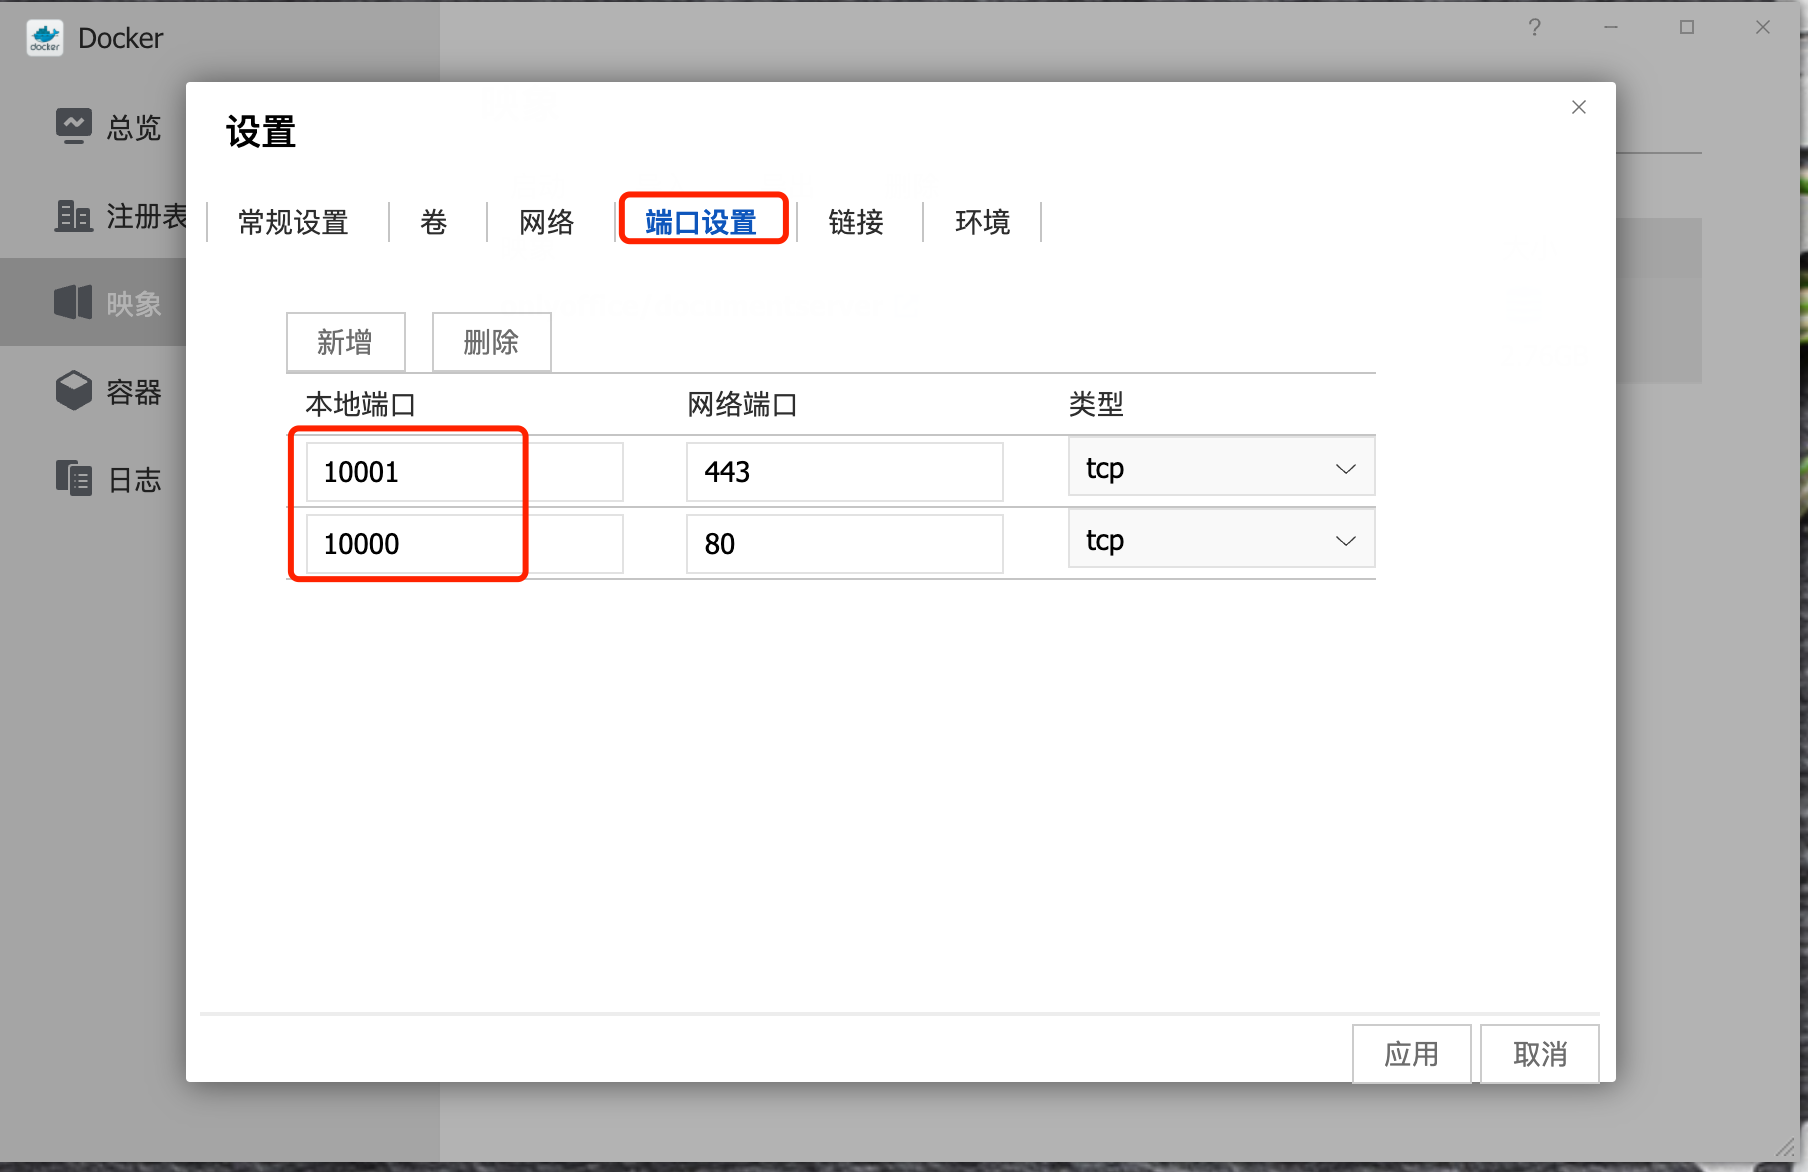 docker
Docker
?
总览
注册表
映象
容器
日志
设置
常规设置 卷 网络 端口设置 链接 环境
新增 删除
本地端口 网络端口 类型
10001 443 tcp
10000 80 tcp
应用 取消